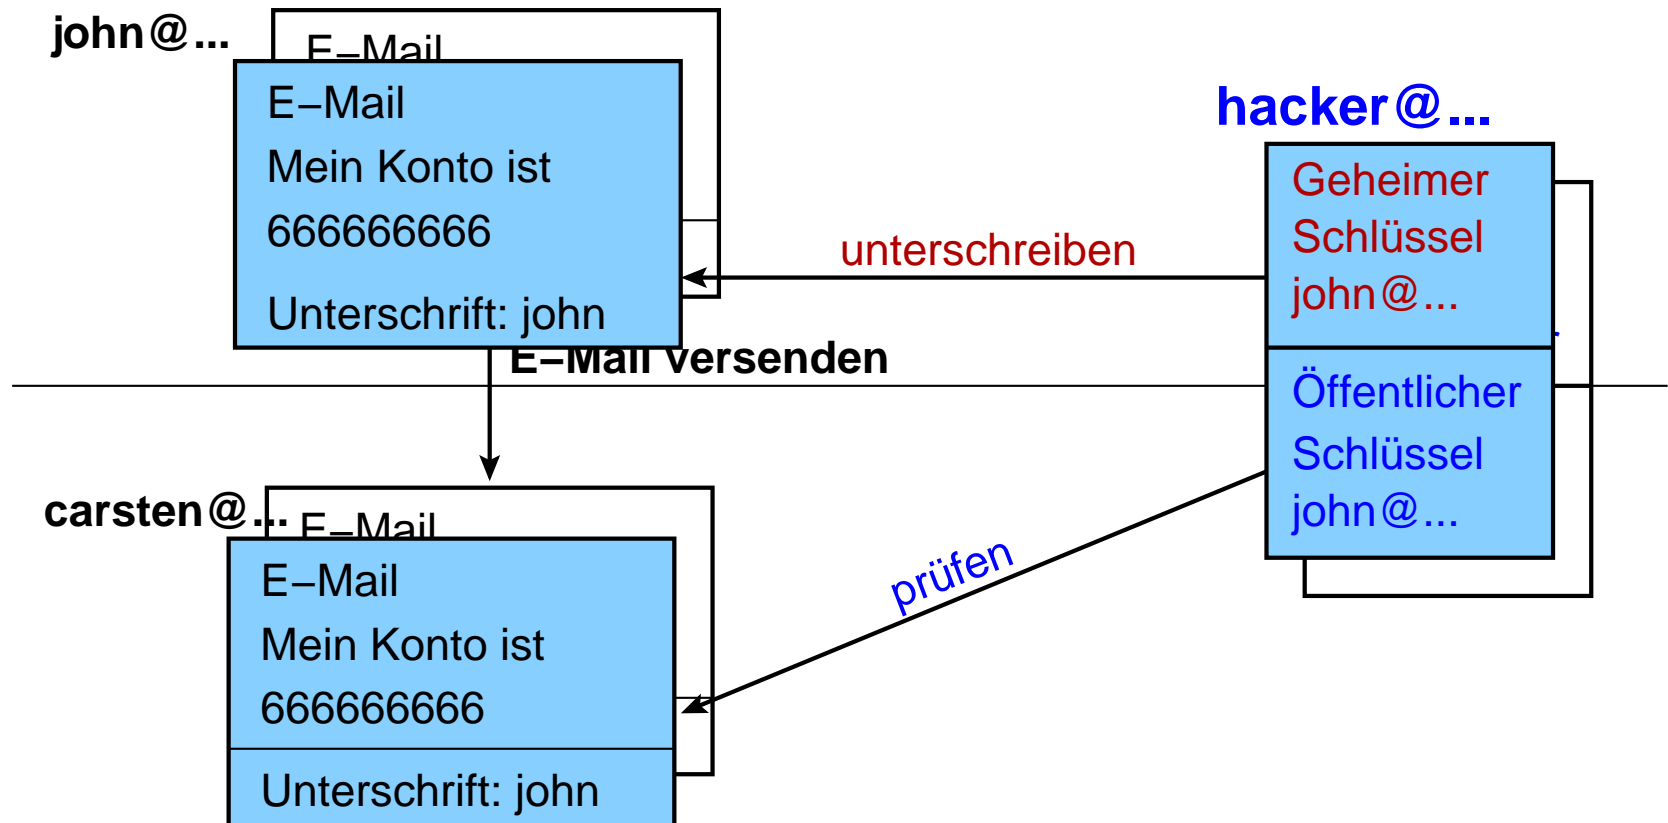 john@...
E–Mail
E–Mail
Mein Konto ist
666666666
Unterschrift: john
hacker@...
Geheimer
Schlüssel
john@...
unterschreiben
E–Mail versenden
Öffentlicher
Schlüssel
john@...
prüfen
carsten@...
E–Mail
E–Mail
Mein Konto ist
666666666
Unterschrift: john